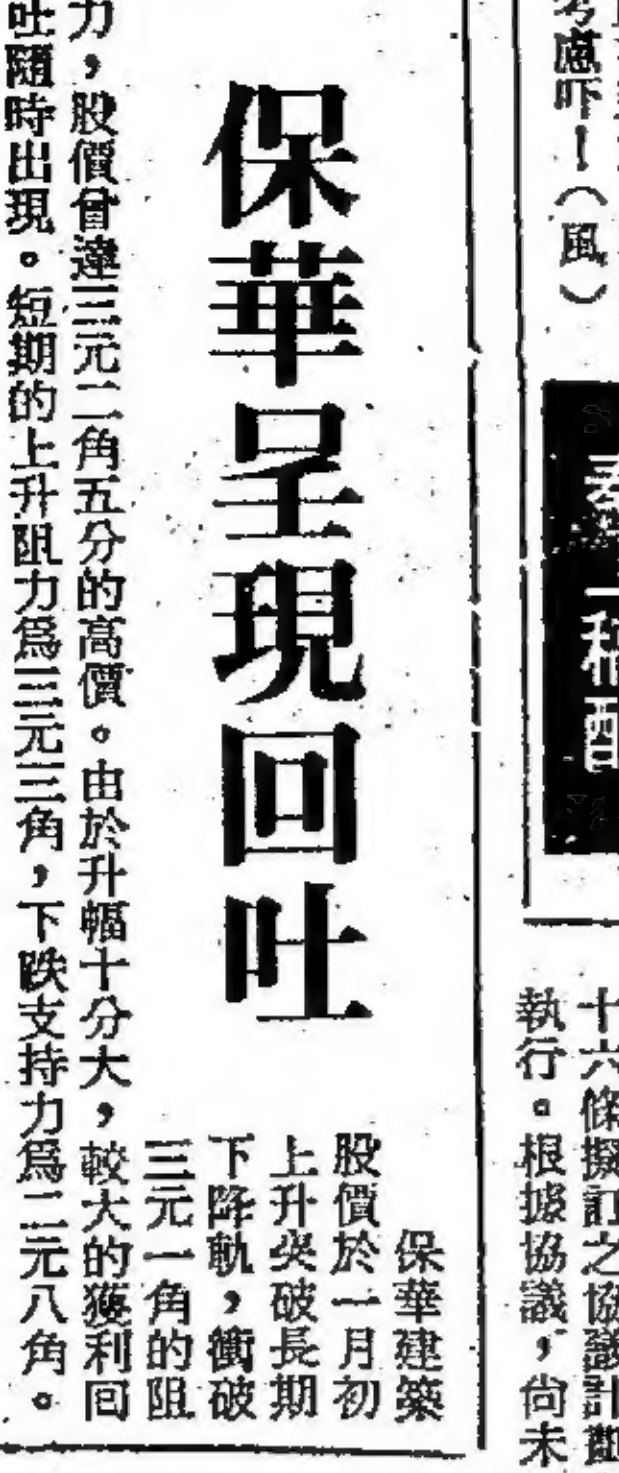 考慮吓！（風）
十六條擬訂之協議計劃
執行。根據協議，尚未
保華呈現回吐
保華建築
股價於一月初
上升突破長期
下降軌，衝破
三元一角的阻
力，股價曾達三元二角五分的高價。由於升幅十分大，較大的獲利回
吐隨時出現。短期的上升阻力爲三元三角，下跌支持力爲二元八角。